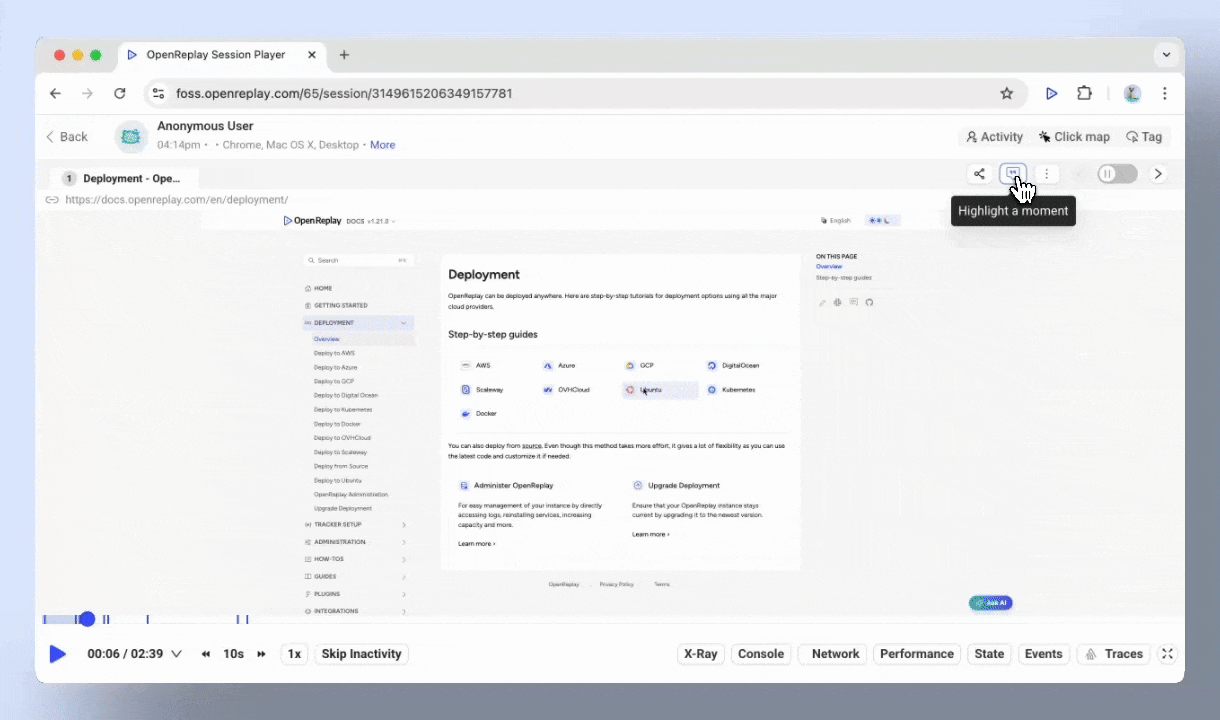 OpenReplay Session Player
foss.openreplay.com/65/session/3149615206349157781
Back
Anonymous User
04:14pm · · Chrome, Mac OS X, Desktop · More
Activity
Click map
Tag
1 Deployment - Ope...
Highlight a moment
https://docs.openreplay.com/en/deployment/
OpenReplay DOCS v1.21.0
English
Search
HOME
GETTING STARTED
DEPLOYMENT
Overview
Deploy to AWS
Deploy to Azure
Deploy to GCP
Deploy to Digital Ocean
Deploy to Kubernetes
Deploy to Docker
Deploy to OVHCloud
Deploy to Scaleway
Deploy from Source
Deploy to Ubuntu
OpenReplay Administration
Upgrade Deployment
TRACKER SETUP
ADMINISTRATION
HOW-TOS
GUIDES
PLUGINS
INTEGRATIONS
Deployment
OpenReplay can be deployed anywhere. Here are step-by-step tutorials for deployment options using all the major
cloud providers.
Step-by-step guides
AWS
Azure
GCP
DigitalOcean
Scaleway
OVHCloud
Ubuntu
Kubernetes
Docker
You can also deploy from source. Even though this method takes more effort, it gives a lot of flexibility as you can use
the latest code and customize it if needed.
Administer OpenReplay
For easy management of your instance by directly
accessing logs, reinstalling services, increasing
capacity and more.
Learn more ›
Upgrade Deployment
Ensure that your OpenReplay instance stays
current by upgrading it to the newest version.
Learn more ›
OpenReplay
Privacy Policy
Terms
ON THIS PAGE
Overview
Step-by-step guides
Ask AI
00:06 / 02:39
10s
1x
Skip Inactivity
X-Ray
Console
Network
Performance
State
Events
Traces